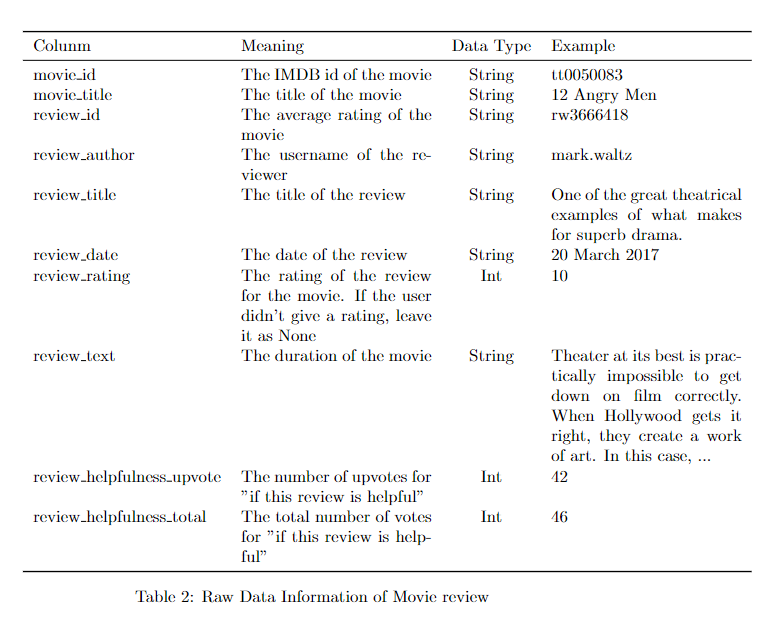 Colunm Meaning Data Type Example
movie_id The IMDB id of the movie String tt0050083
movie_title The title of the movie String 12 Angry Men
review_id The average rating of the String rw3666418
movie
review_author The username of the re- String mark.waltz
viewer
review_title The title of the review String One of the great theatrical
examples of what makes
for superb drama.
review_date The date of the review String 20 March 2017
review_rating The rating of the review Int 10
for the movie. If the user
didn't give a rating, leave
it as None
review_text The duration of the movie String Theater at its best is prac-
tically impossible to get
down on film correctly.
When Hollywood gets it
right, they create a work
of art. In this case, ...
review_helpfulness_upvote The number of upvotes for Int 42
"if this review is helpful"
review_helpfulness_total The total number of votes Int 46
for "if this review is help-
ful"
Table 2: Raw Data Information of Movie review